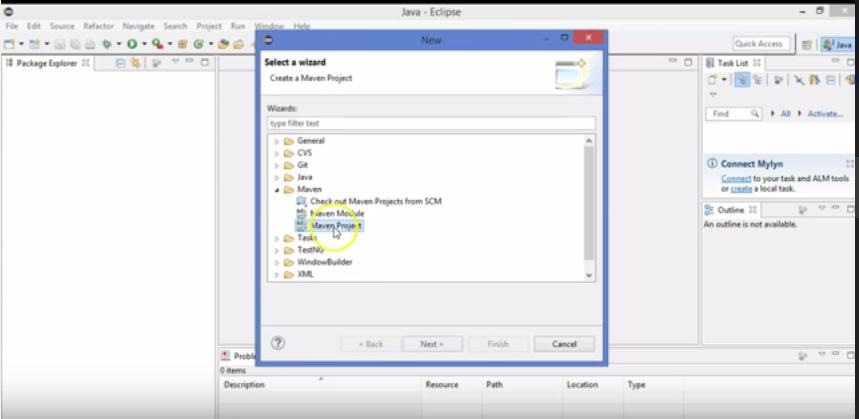 Java - Eclipse
File Edit Source Refactor Navigate Search Project Run Window Help
Quick Access
Java
Package Explorer
New
Select a wizard
Create a Maven Project
Wizards:
type filter text
General
CVS
Git
Java
Maven
Check out Maven Projects from SCM
Maven Module
Maven Project
Tasks
TestNG
WindowBuilder
XML
< Back Next > Finish Cancel
Task List
Find All Activate...
Connect Mylyn
Connect to your task and ALM tools
or create a local task.
Outline
An outline is not available.
Proble
0 items
Description Resource Path Location Type